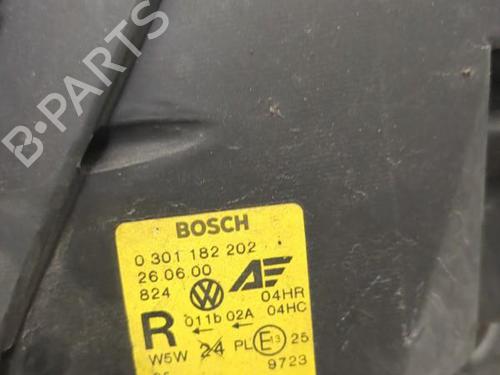 B-PARTS
BOSCH
0 301 182 202
26.06.00
824
04HR
R 011b 02A 04HC
W5W 24 PL E13 25
9723